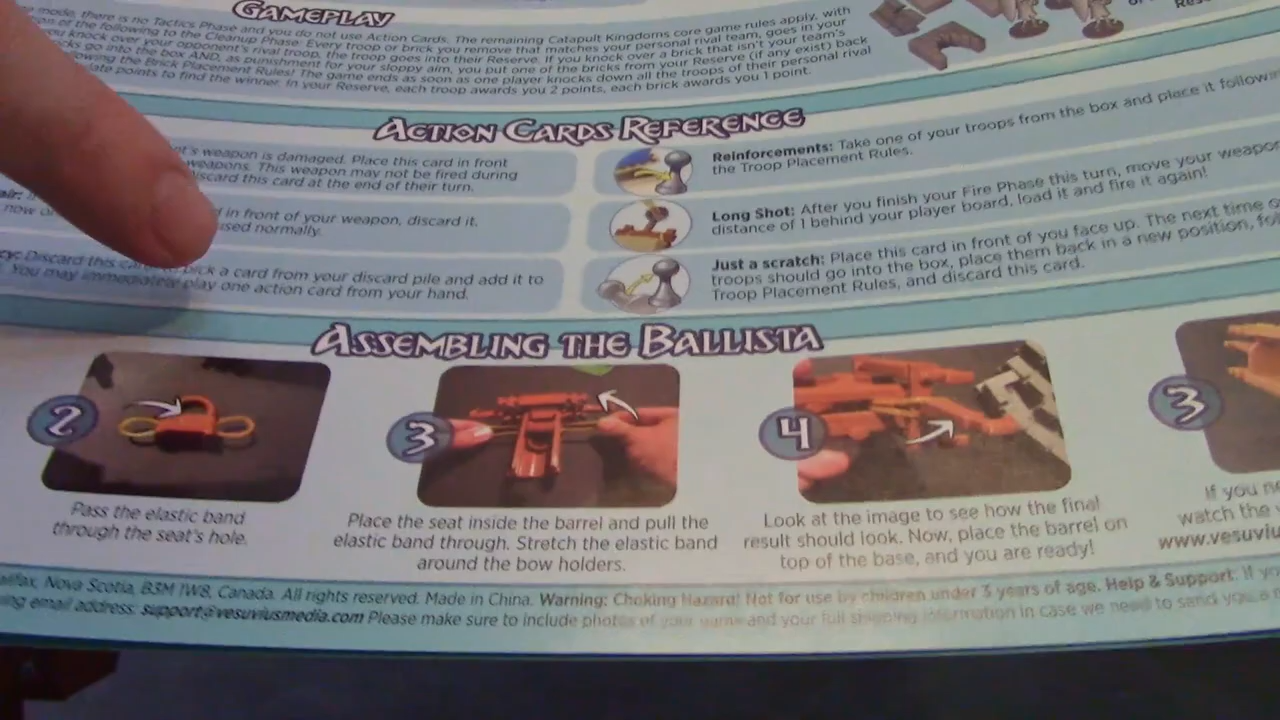 GAMEPLAY
mode, there is no Tactics Phase and you do not use Action Cards. The remaining Catapult Kingdoms core game rules apply, with
of the following to the Cleanup Phase: Every troop or brick you remove that matches your personal rival team, goes in your
knock over your opponent's rival troop, the troop goes into their Reserve. If you knock over a brick that isn't your team's
go into the box AND, as punishment for your sloppy aim, you put one of the bricks from your Reserve (if any exist) back
the Brick Placement Rules! The game ends as soon as one player knocks down all the troops of their personal rival
points to find the winner. In your Reserve, each troop awards you 2 points, each brick awards you 1 point.
ACTION CARDS REFERENCE
weapon is damaged. Place this card in front
weapons. This weapon may not be fired during
discard this card at the end of their turn.
in front of your weapon, discard it.
used normally.
Discard this pick a card from your discard pile and add it to
You may immediately play one action card from your hand.
Reinforcements: Take one of your troops from the box and place it
the Troop Placement Rules.
Long Shot: After you finish your Fire Phase this turn, move your weapon
distance of 1 behind your player board, load it and fire it again!
Just a scratch: Place this card in front of you face up. The next time
troops should go into the box, place them back in a new position,
Troop Placement Rules, and discard this card.
ASSEMBLING THE BALLISTA
2
Pass the elastic band
through the seat's hole.
3
Place the seat inside the barrel and pull the
elastic band through. Stretch the elastic band
around the bow holders.
4
Look at the image to see how the final
result should look. Now, place the barrel on
top of the base, and you are ready!
3
If you
watch the
www.vesuviu
Nova Scotia, B3M 1W8, Canada. All rights reserved. Made in China. Warning: Choking Hazard! Not for use by children under 3 years of age. Help & Support: If
email address: support@vesuviusmedia.com Please make sure to include photos of your game and your full shipping information in case we need to send you a